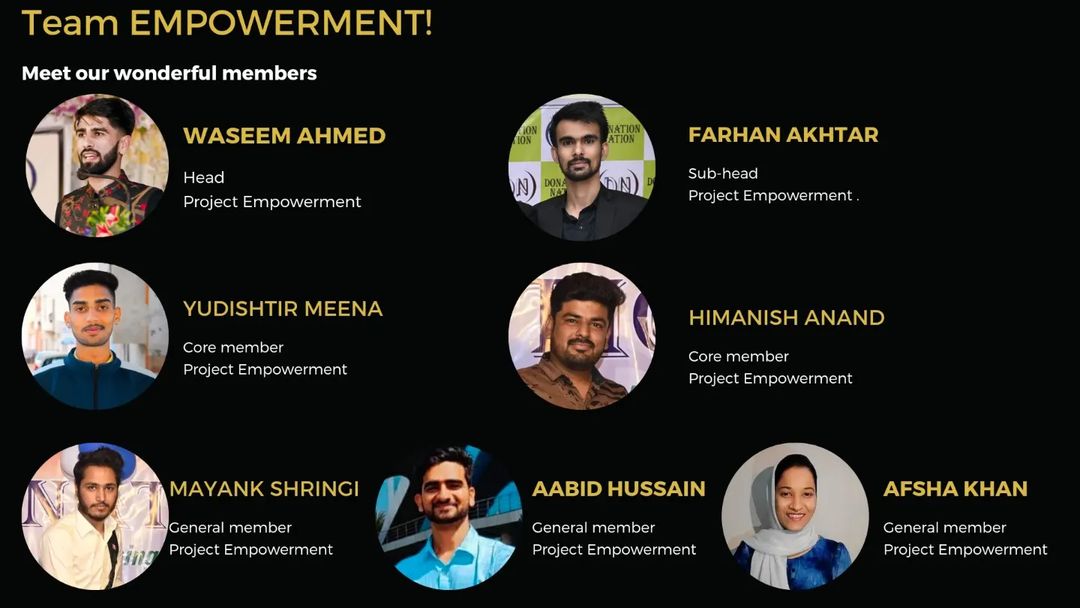 Team EMPOWERMENT!
Meet our wonderful members
WASEEM AHMED
Head
Project Empowerment
FARHAN AKHTAR
Sub-head
Project Empowerment .
YUDISHTIR MEENA
Core member
Project Empowerment
HIMANISH ANAND
Core member
Project Empowerment
MAYANK SHRINGI
General member
Project Empowerment
AABID HUSSAIN
General member
Project Empowerment
AFSHA KHAN
General member
Project Empowerment